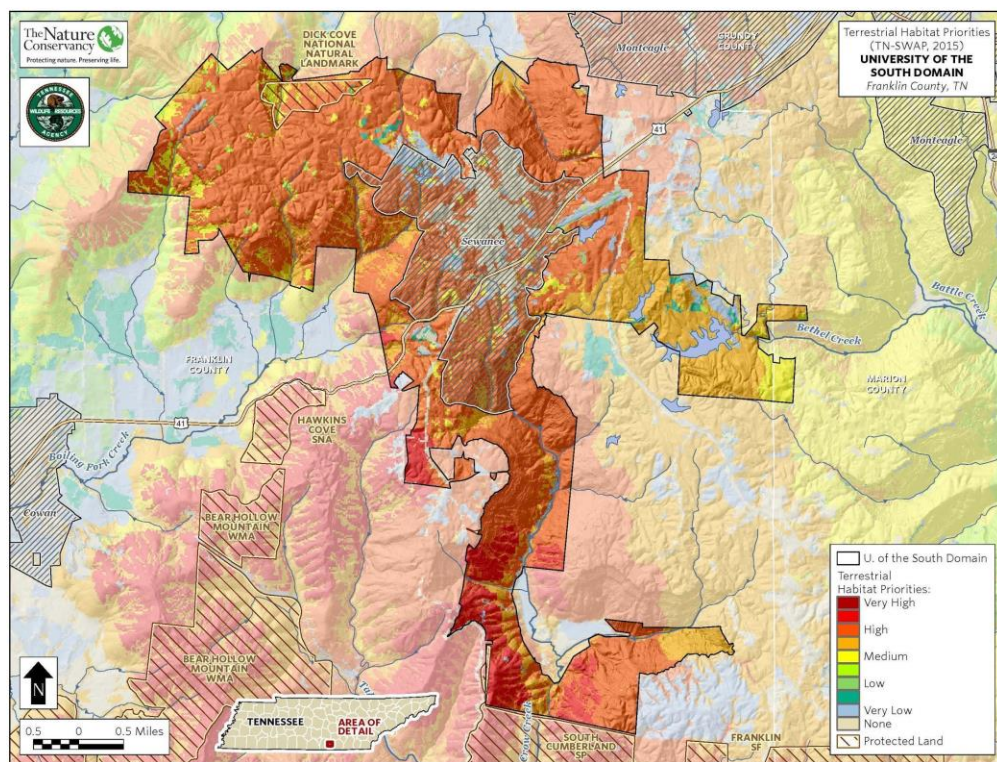 The Nature
Conservancy
Protecting nature. Preserving life.
TENNESSEE
WILDLIFE RESOURCES
AGENCY
DICK COVE
NATIONAL
NATURAL
LANDMARK
Monteagle
GRUNDY
COUNTY
Terrestrial Habitat Priorities
(TN-SWAP, 2015)
UNIVERSITY OF THE
SOUTH DOMAIN
Franklin County, TN
41
Monteagle
Sewanee
Battle Creek
Bethel Creek
FRANKLIN
COUNTY
MARION
COUNTY
41
HAWKINS
COVE
SNA
Boiling Fork Creek
Cowan
BEAR HOLLOW
MOUNTAIN
WMA
BEAR HOLLOW
MOUNTAIN
WMA
U. of the South Domain
Terrestrial
Habitat Priorities:
Very High
High
Medium
Low
Very Low
None
Protected Land
N
0.5 0 0.5 Miles
TENNESSEE
AREA OF
DETAIL
Crow Creek
SOUTH
CUMBERLAND
SP
FRANKLIN
SF